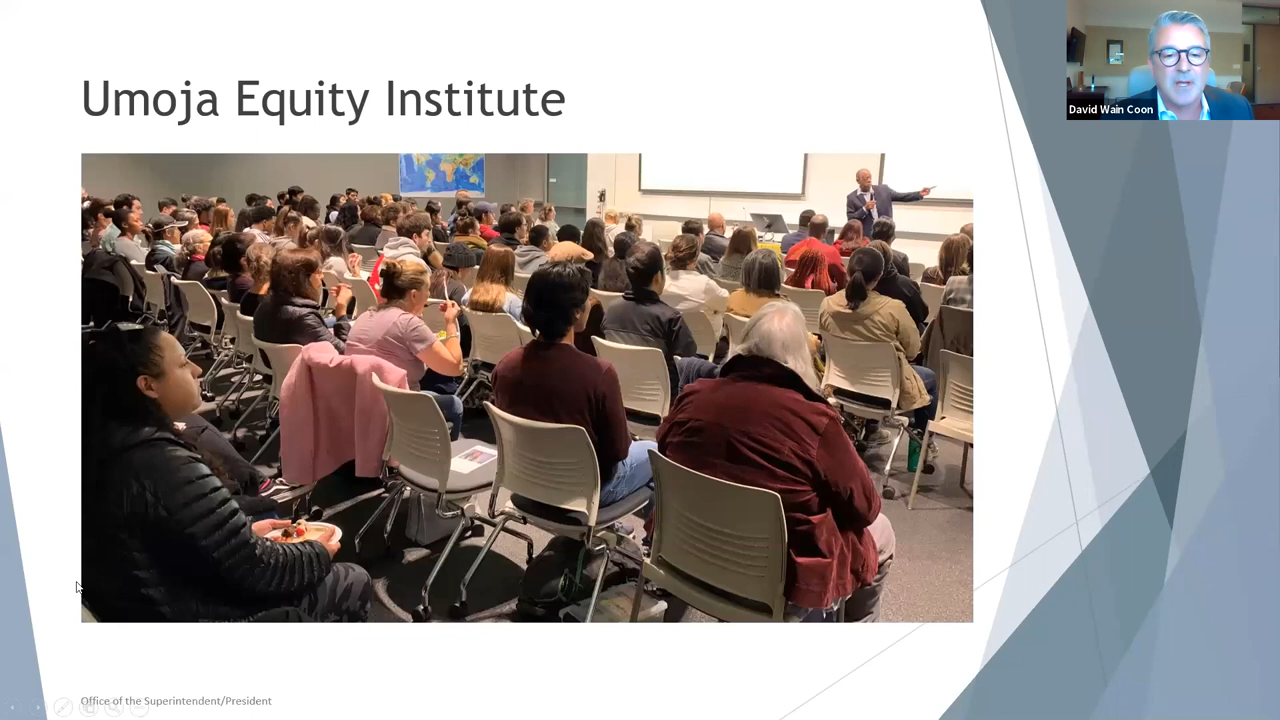 Umoja Equity Institute
David Wain Coon
Office of the Superintendent/President